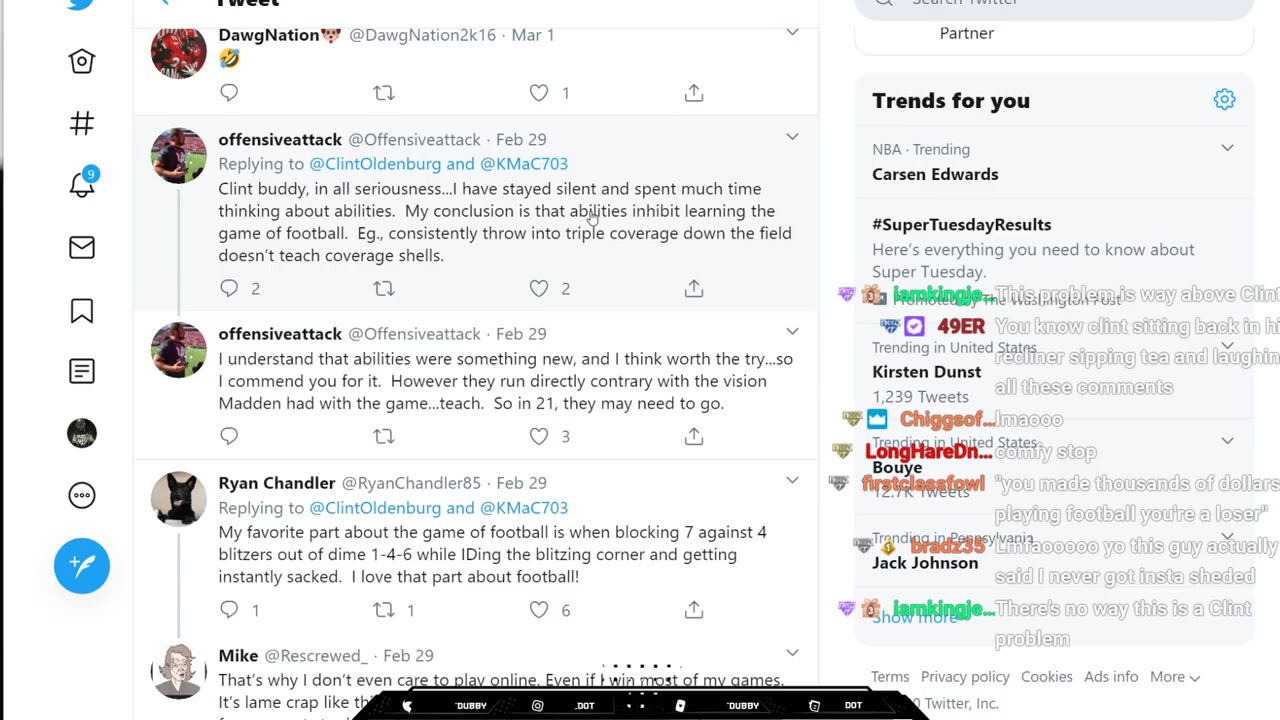 Tweet
Search Twitter
DawgNation @DawgNation2k16 · Mar 1
1
Partner
offensiveattack @Offensiveattack · Feb 29
Replying to @ClintOldenburg and @KMaC703
Clint buddy, in all seriousness...I have stayed silent and spent much time
thinking about abilities.  My conclusion is that abilities inhibit learning the
game of football.  Eg., consistently throw into triple coverage down the field
doesn't teach coverage shells.
2 2
offensiveattack @Offensiveattack · Feb 29
I understand that abilities were something new, and I think worth the try...so
I commend you for it.  However they run directly contrary with the vision
Madden had with the game...teach.  So in 21, they may need to go.
3
Ryan Chandler @RyanChandler85 · Feb 29
Replying to @ClintOldenburg and @KMaC703
My favorite part about the game of football is when blocking 7 against 4
blitzers out of dime 1-4-6 while IDing the blitzing corner and getting
instantly sacked.  I love that part about football!
1 1 6
Mike @Rescrewed_ · Feb 29
That's why I don't even care to play online. Even if I win most of my games.
It's lame crap like
9
Trends for you
NBA · Trending
Carsen Edwards
#SuperTuesdayResults
Here's everything you need to know about
Super Tuesday.
Promoted by The Washington Post
Trending in United States
Kirsten Dunst
1,239 Tweets
Trending in United States
Bouye
12.7K Tweets
Trending in Pennsylvania
Jack Johnson
Show more
Terms Privacy policy Cookies Ads info More
Twitter, Inc.
iamkingje... This problem is way above Clint
49ER You know clint sitting back in hi
recliner sipping tea and laughin
all these comments
Chiggsof... lmaooo
LongHareDn... comfy stop
firstclassfowl "you made thousands of dollars
playing football you're a loser"
bradz35 Lmfaooooo yo this guy actually
said I never got insta sheded
iamkingje... There's no way this is a Clint
problem
DUBBY .DOT DUBBY DOT